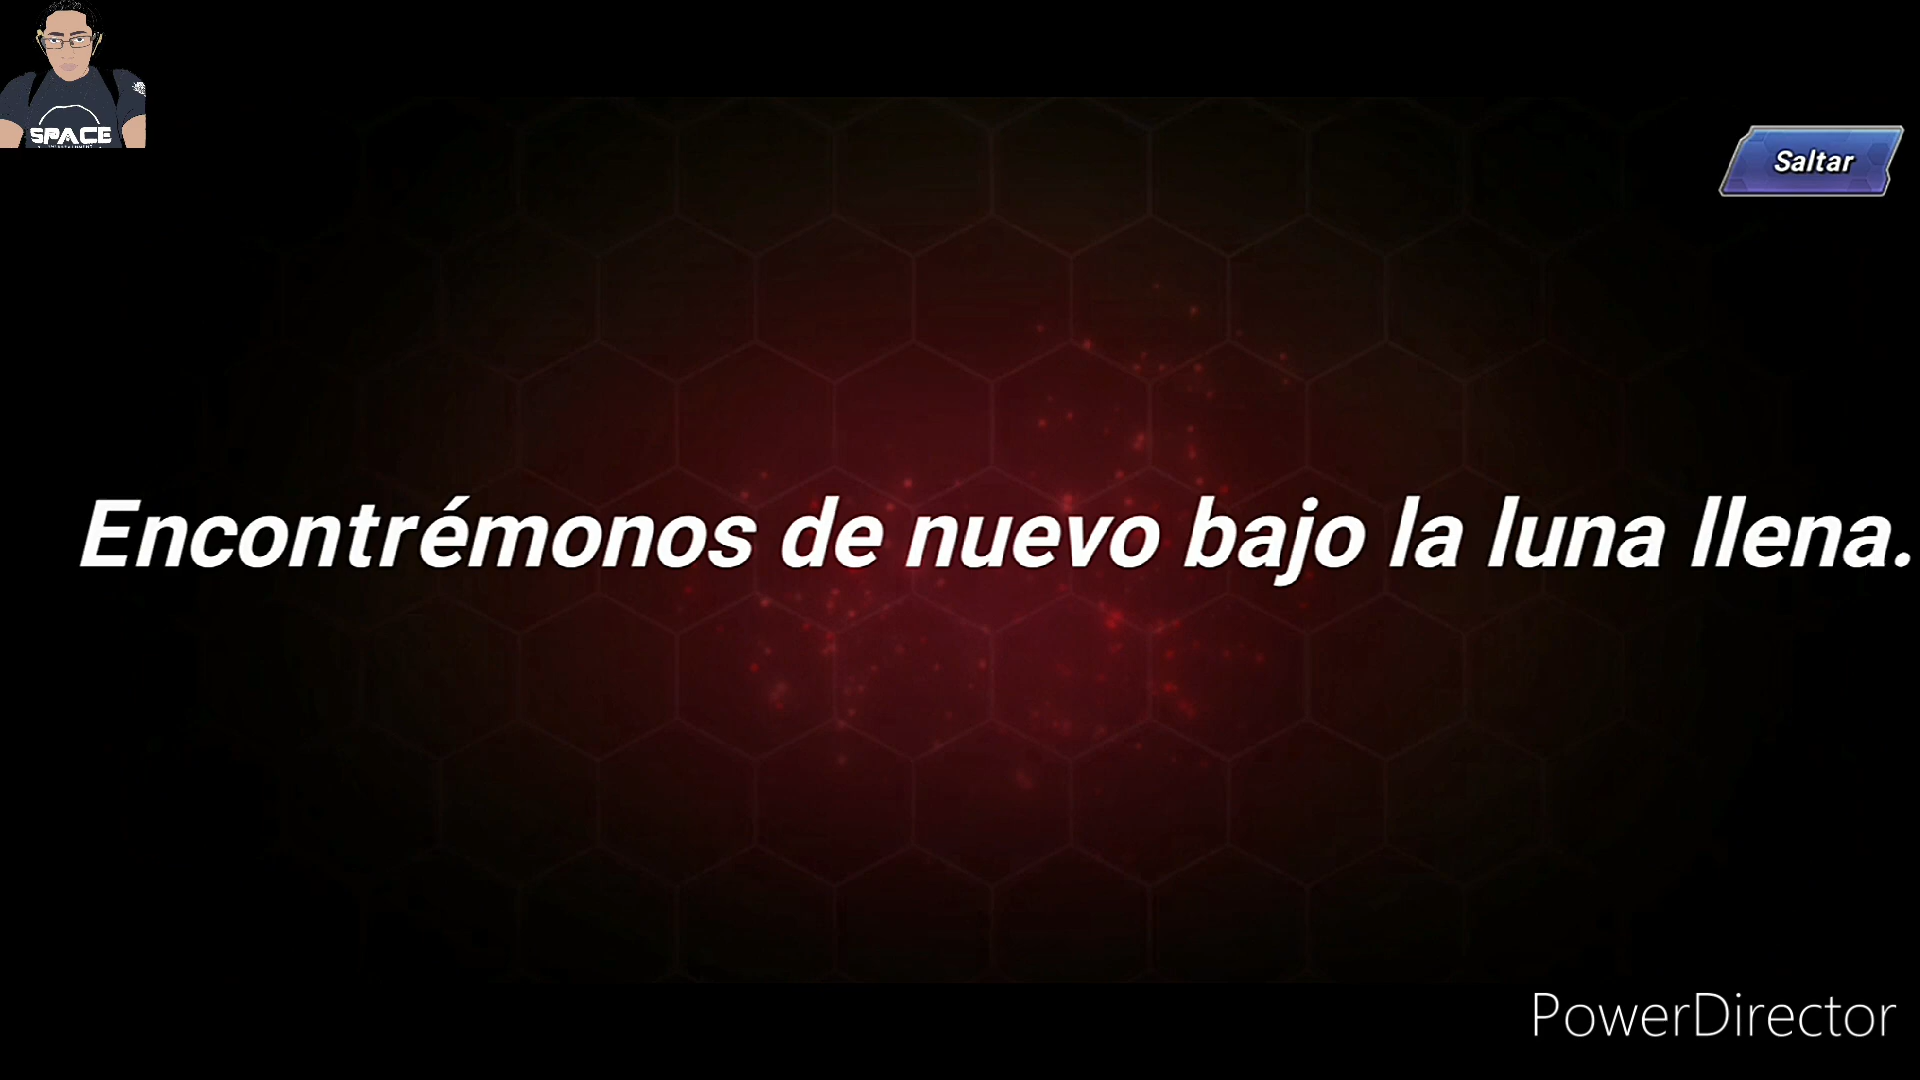 SPACE
Saltar
Encontrémonos de nuevo bajo la luna llena.
PowerDirector